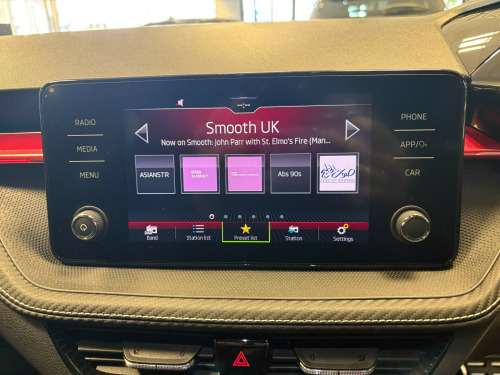 RADIO
MEDIA
MENU
Smooth UK
Now on Smooth: John Parr with St. Elmo's Fire (Man...
ASIANSTR
Abs 90s
Band
Station list
Preset list
Station
Settings
PHONE
APP/
CAR